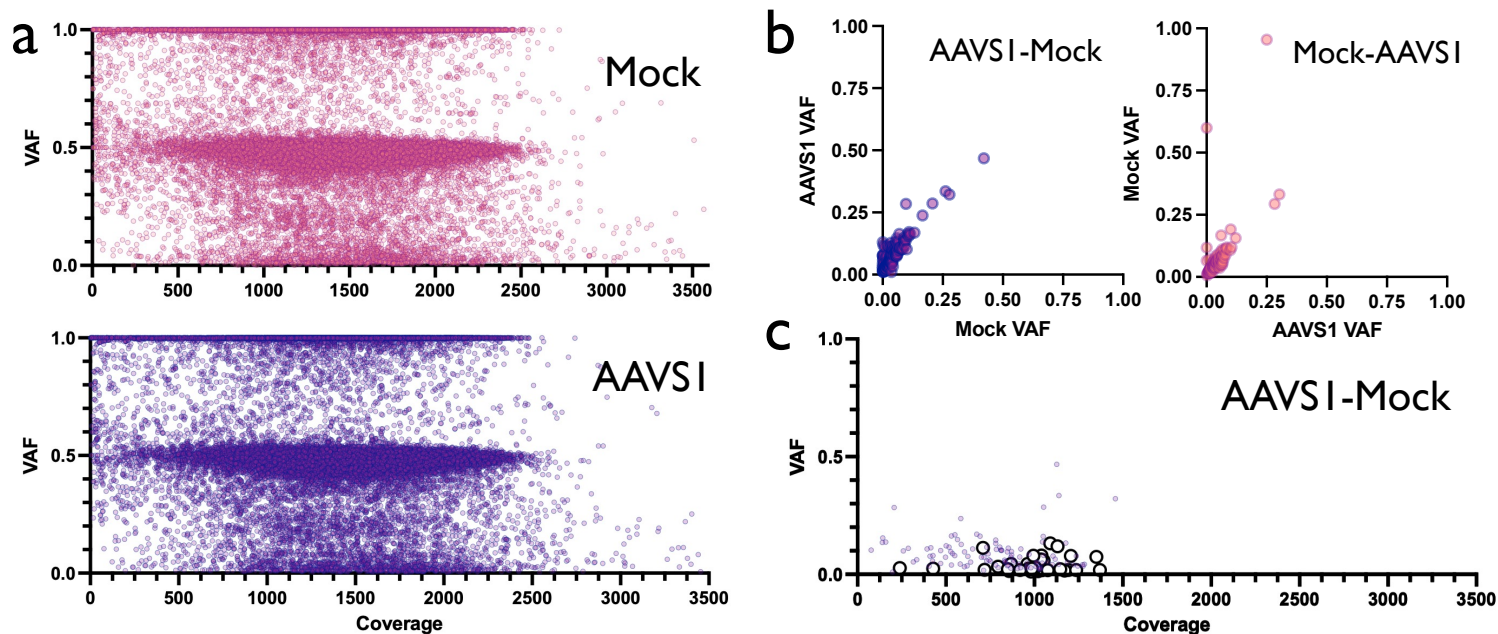 a
Mock
VAF
1.0
0.5
0.0
0 500 1000 1500 2000 2500 3000 3500
AAVS1
VAF
1.0
0.5
0.0
0 500 1000 1500 2000 2500 3000 3500
Coverage
b
AAVS1-Mock
AAVS1 VAF
1.00
0.75
0.50
0.25
0.00
0.00 0.25 0.50 0.75 1.00
Mock VAF
Mock-AAVS1
Mock VAF
1.00
0.75
0.50
0.25
0.00
0.00 0.25 0.50 0.75 1.00
AAVS1 VAF
c
AAVS1-Mock
VAF
1.0
0.5
0.0
0 500 1000 1500 2000 2500 3000 3500
Coverage